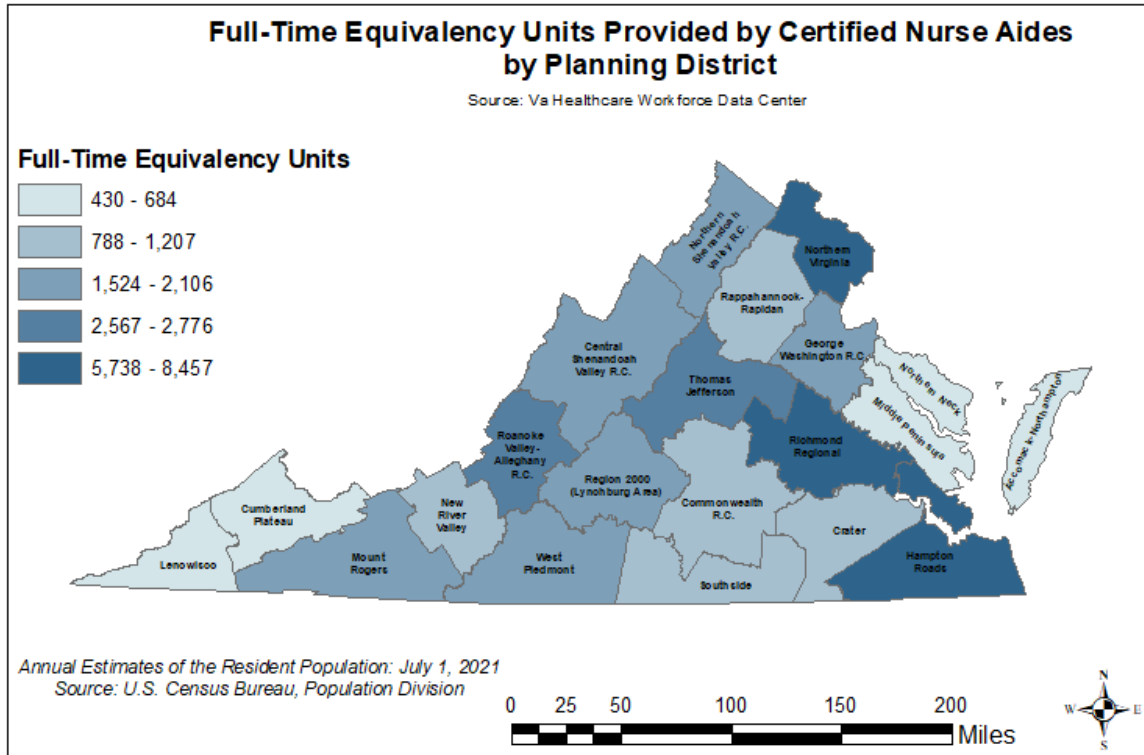 Full-Time Equivalency Units Provided by Certified Nurse Aides
by Planning District
Source: Va Healthcare Workforce Data Center
Full-Time Equivalency Units
430 - 684
788 - 1,207
1,524 - 2,106
2,567 - 2,776
5,738 - 8,457
Northern
Shenandoah
Valley R.C.
Northern
Virginia
Rappahannock-
Rapidan
Central
Shenandoah
Valley R.C.
George
Washington R.C.
Northern Neck
Middle Peninsula
Accomack-Northampton
Thomas
Jefferson
Roanoke
Valley-
Alleghany
R.C.
Richmond
Regional
Region 2000
(Lynchburg Area)
Commonwealth
R.C.
Cumberland
Plateau
New
River
Valley
Crater
Lenowisco
Mount
Rogers
West
Piedmont
Southside
Hampton
Roads
Annual Estimates of the Resident Population: July 1, 2021
Source: U.S. Census Bureau, Population Division
0 25 50 100 150 200
Miles
N
W E
S